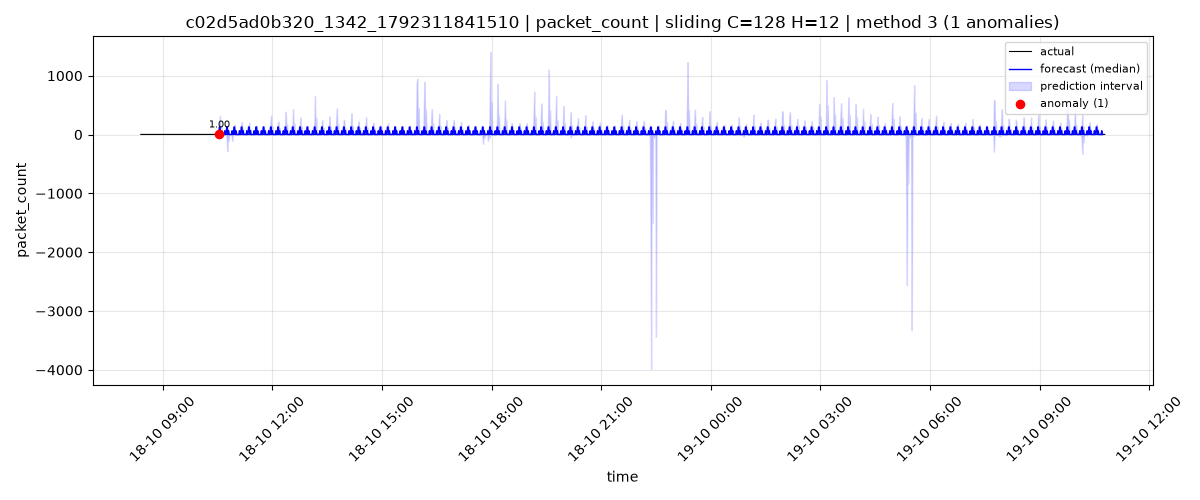 c02d5ad0b320_1342_1792311841510 | packet_count | sliding C=128 H=12 | method 3 (1 anomalies)
actual
forecast (median)
prediction interval
anomaly (1)
1.00
1000
0
−1000
−2000
−3000
−4000
packet_count
18-10 09:00
18-10 12:00
18-10 15:00
18-10 18:00
18-10 21:00
19-10 00:00
19-10 03:00
19-10 06:00
19-10 09:00
19-10 12:00
time